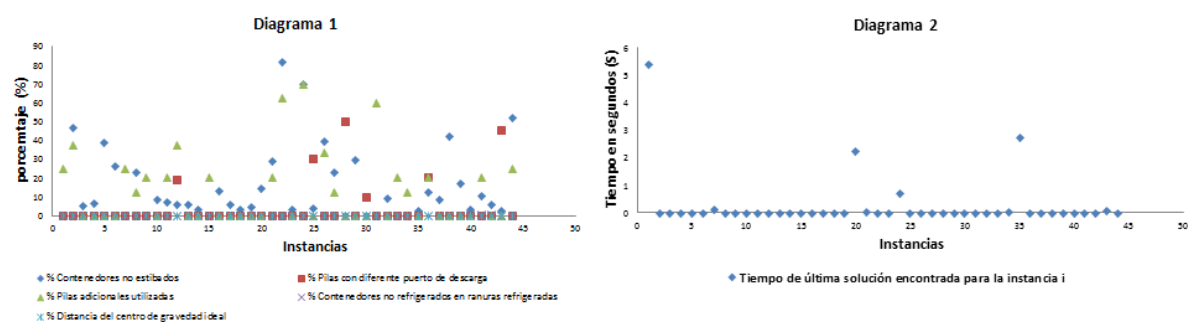 Diagrama 1
90
80
70
60
50
40
30
20
10
0
porcemtaje (%)
0 5 10 15 20 25 30 35 40 45 50
Instancias
% Contenedores no estibados
% Pilas con diferente puerto de descarga
% Pilas adicionales utilizadas
% Contenedores no refrigerados en ranuras refrigeradas
% Distancia del centro de gravedad ideal
Diagrama 2
6
5
4
3
2
1
0
Tiempo en segundos (S)
0 5 10 15 20 25 30 35 40 45 50
Instancias
Tiempo de última solución encontrada para la instancia i